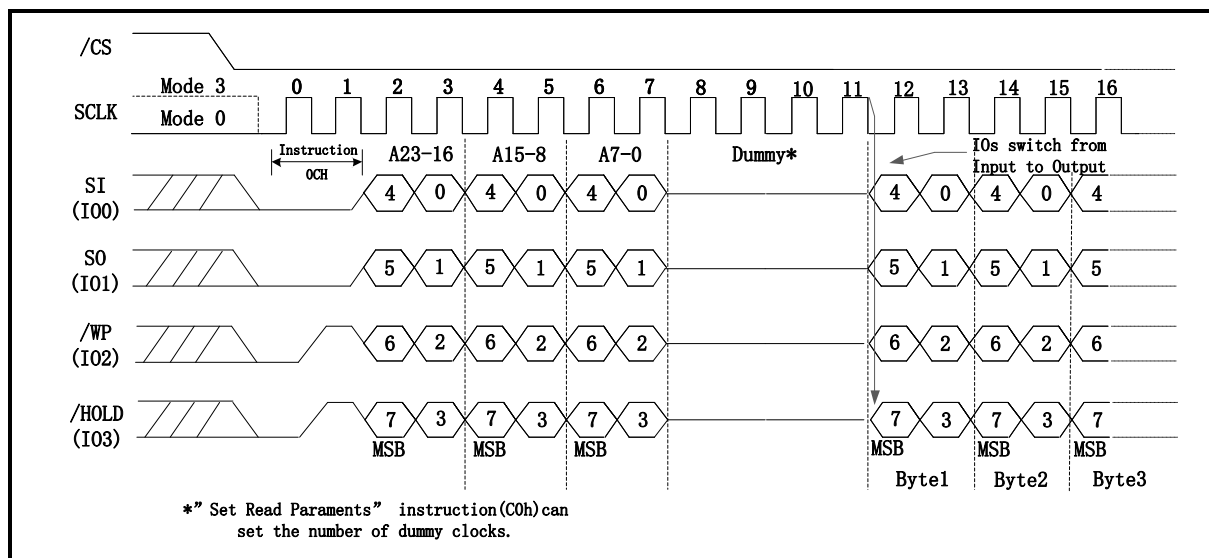 /CS
Mode 3
SCLK
Mode 0
0 1 2 3 4 5 6 7 8 9 10 11 12 13 14 15 16
Instruction
0CH
A23-16 A15-8 A7-0 Dummy*
IOs switch from
Input to Output
SI
(IO0)
4 0 4 0 4 0 4 0 4 0 4
SO
(IO1)
5 1 5 1 5 1 5 1 5 1 5
/WP
(IO2)
6 2 6 2 6 2 6 2 6 2 6
/HOLD
(IO3)
7 3 7 3 7 3 7 3 7 3 7
MSB MSB MSB MSB MSB MSB
Byte1 Byte2 Byte3
*" Set Read Paraments" instruction(C0h)can
set the number of dummy clocks.